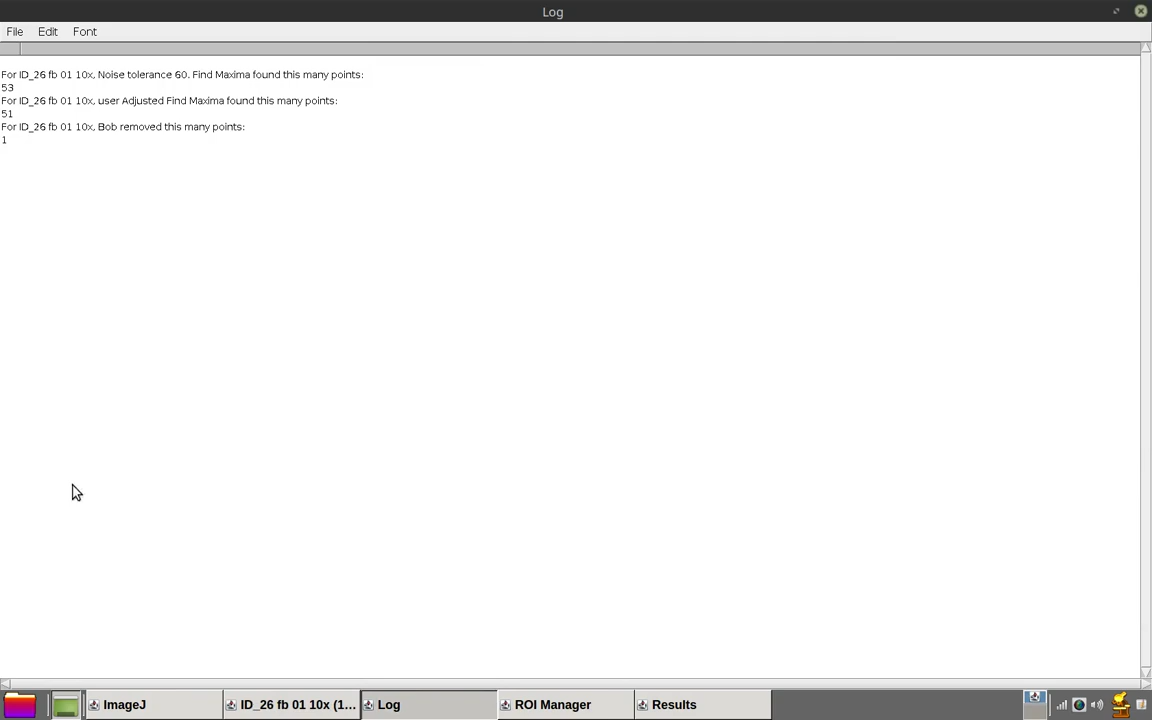 Log
File Edit Font
For ID_26 fb 01 10x, Noise tolerance 60. Find Maxima found this many points:
53
For ID_26 fb 01 10x, user Adjusted Find Maxima found this many points:
51
For ID_26 fb 01 10x, Bob removed this many points:
1
ImageJ ID_26 fb 01 10x (1... Log ROI Manager Results